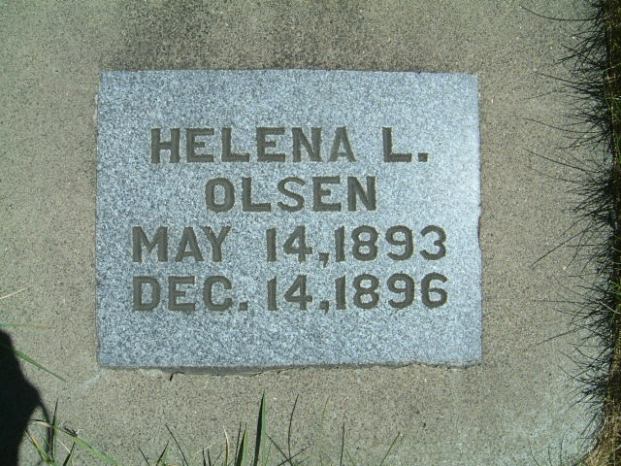 HELENA L.
OLSEN
MAY 14, 1893
DEC. 14, 1896